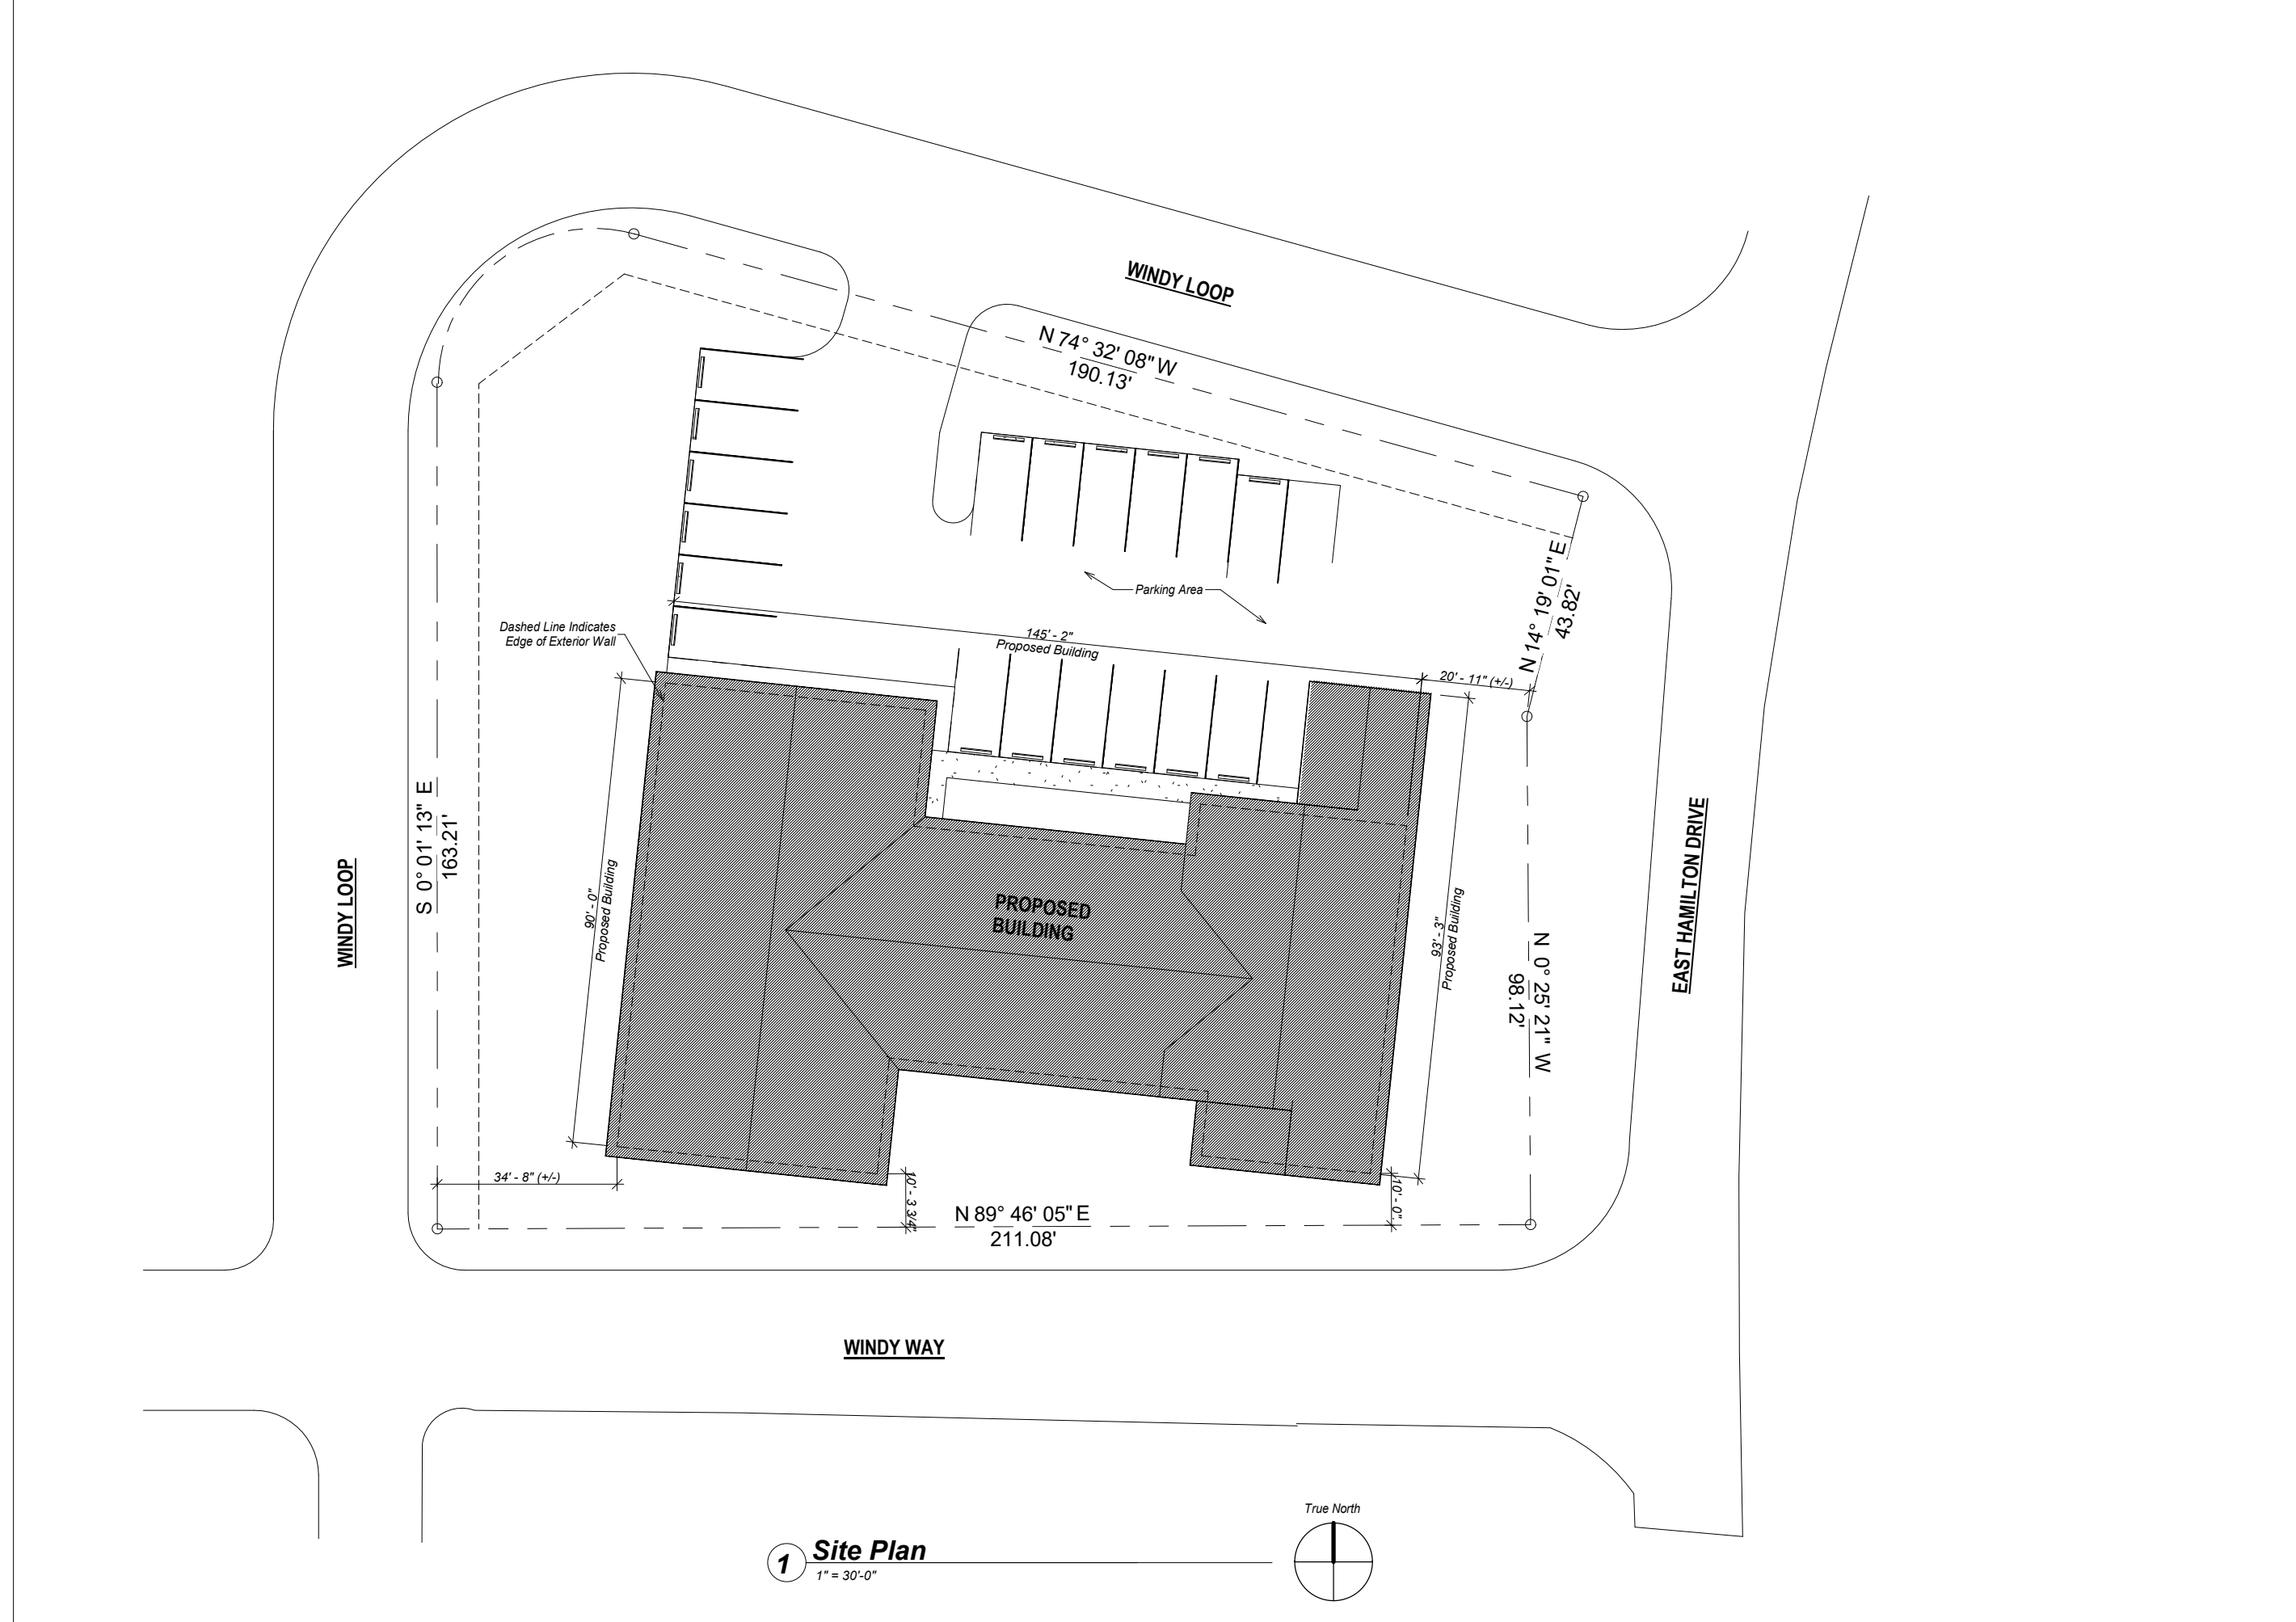 WINDY LOOP
N 74° 32' 08" W
190.13'
N 14° 19' 01" E
43.82'
Parking Area
Dashed Line Indicates
Edge of Exterior Wall
145' - 2"
Proposed Building
20' - 11" (+/-)
S 0° 01' 13" E
163.21'
WINDY LOOP
90' - 0"
Proposed Building
PROPOSED
BUILDING
93' - 3"
Proposed Building
N 0° 25' 21" W
98.12'
EAST HAMILTON DRIVE
34' - 8" (+/-)
10' - 3 3/4"
10' - 0"
N 89° 46' 05" E
211.08'
WINDY WAY
True North
1
Site Plan
1" = 30'-0"